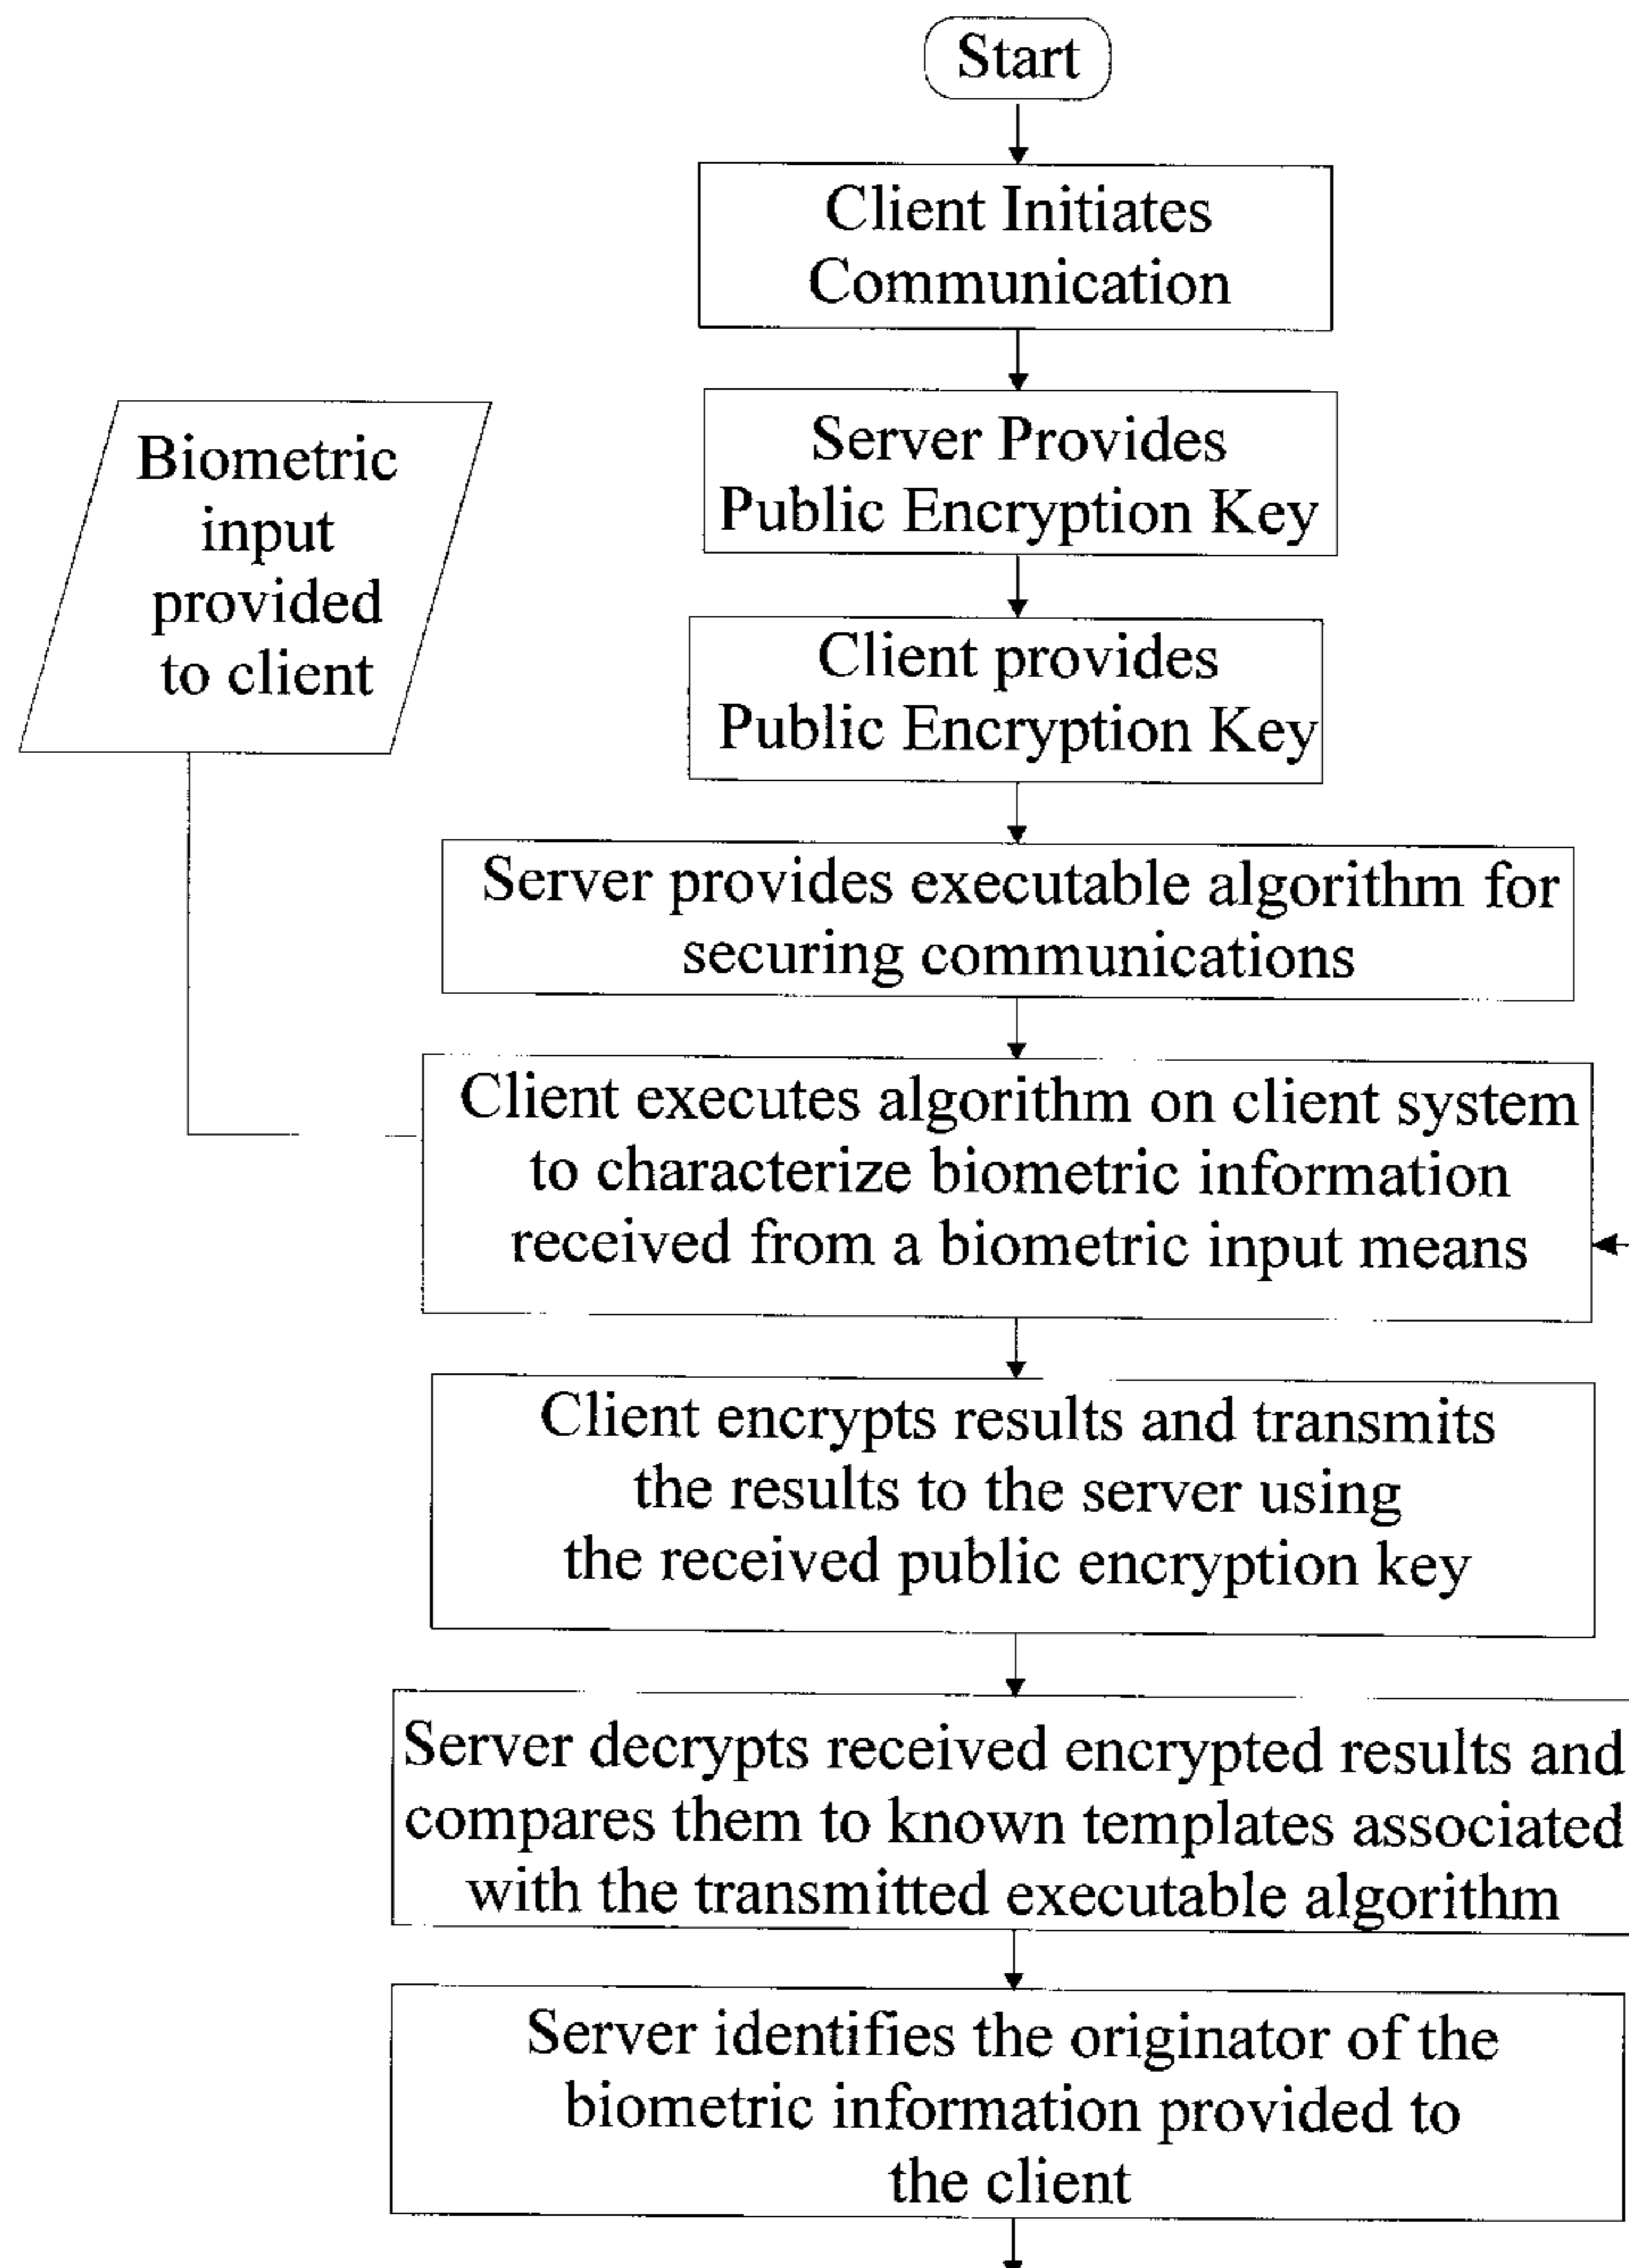 Start
Client Initiates
Communication
Server Provides
Public Encryption Key
Biometric
input
provided
to client
Client provides
Public Encryption Key
Server provides executable algorithm for
securing communications
Client executes algorithm on client system
to characterize biometric information
received from a biometric input means
Client encrypts results and transmits
the results to the server using
the received public encryption key
Server decrypts received encrypted results and
compares them to known templates associated
with the transmitted executable algorithm
Server identifies the originator of the
biometric information provided to
the client